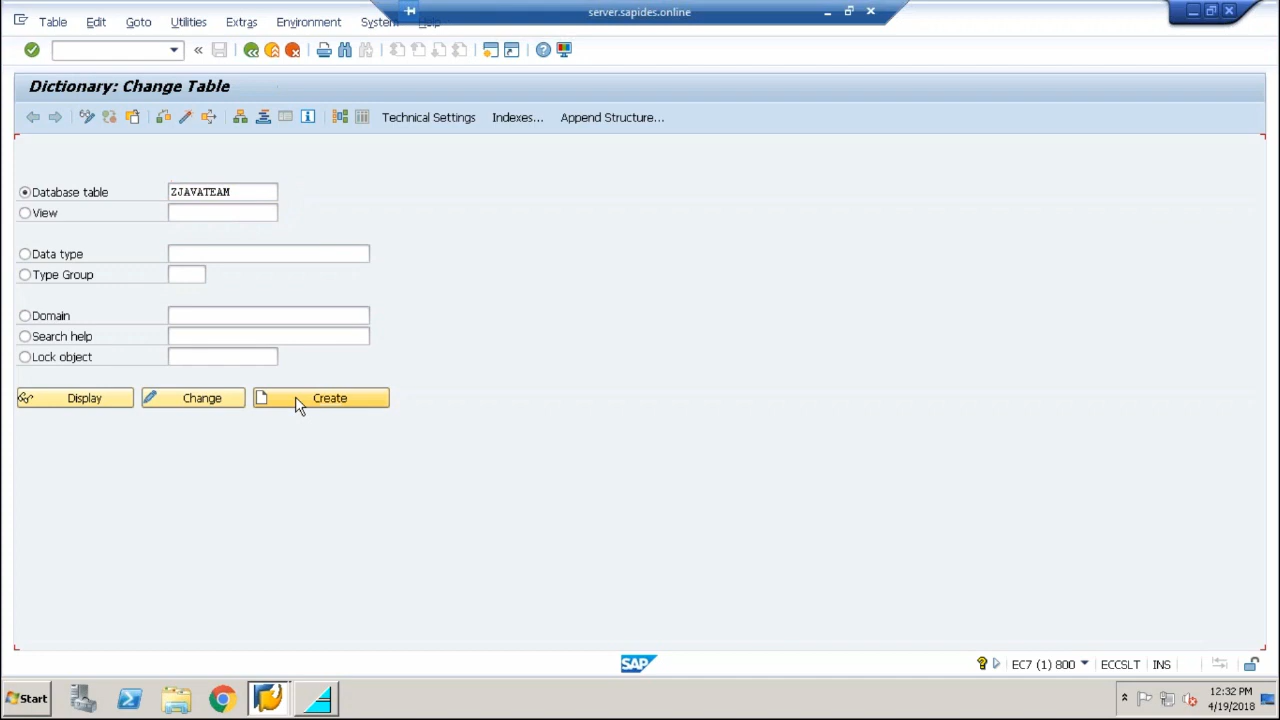 server.sapides.online
Table Edit Goto Utilities Extras Environment System Help
Dictionary: Change Table
Technical Settings Indexes... Append Structure...
Database table ZJAVATEAM
View
Data type
Type Group
Domain
Search help
Lock object
Display Change Create
SAP
EC7 (1) 800 ECCSLT INS
Start
12:32 PM
4/19/2018